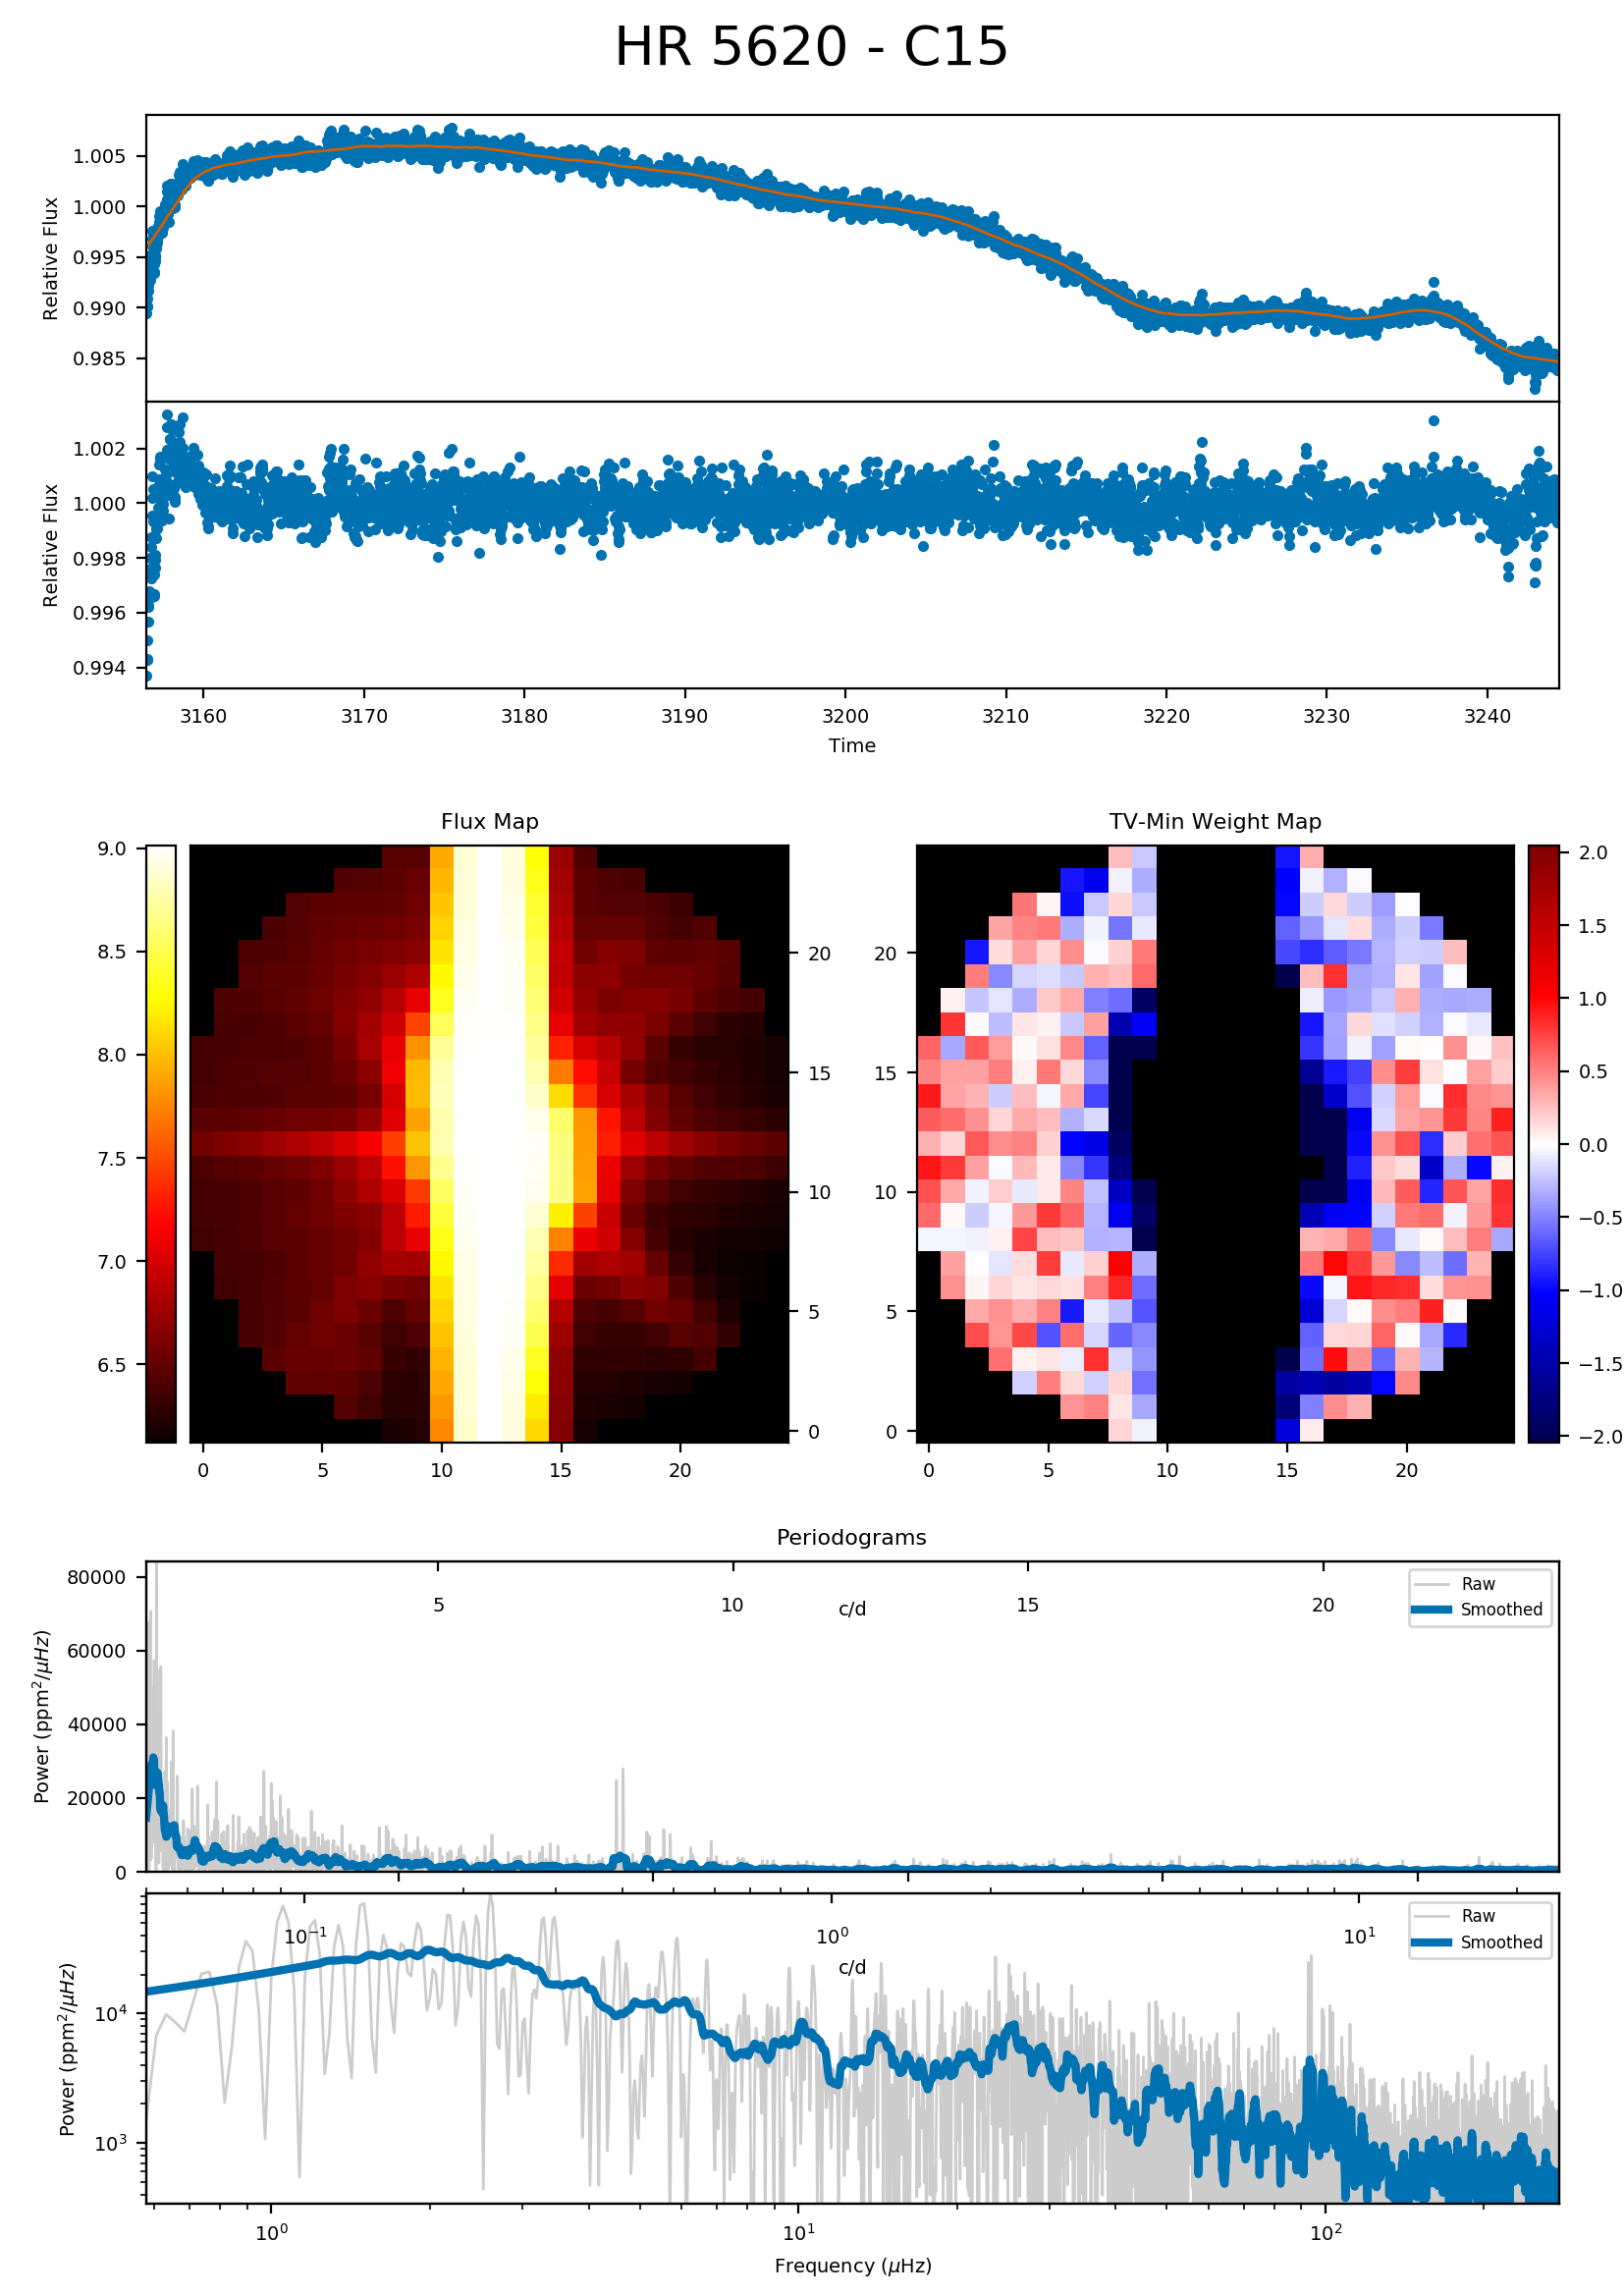 HR 5620 - C15
1.005
1.000
0.995
0.990
0.985
Relative Flux
1.002
1.000
0.998
0.996
0.994
Relative Flux
3160 3170 3180 3190 3200 3210 3220 3230 3240
Time
Flux Map
9.0
8.5
8.0
7.5
7.0
6.5
20
15
10
5
0
0 5 10 15 20
TV-Min Weight Map
20
15
10
5
0
0 5 10 15 20
2.0
1.5
1.0
0.5
0.0
−0.5
−1.0
−1.5
−2.0
Periodograms
80000
60000
40000
20000
0
Power (ppm²/μHz)
5 10 15 20
c/d
Raw
Smoothed
10⁴
10³
Power (ppm²/μHz)
10⁻¹ 10⁰ 10¹
c/d
Raw
Smoothed
10⁰ 10¹ 10²
Frequency (μHz)